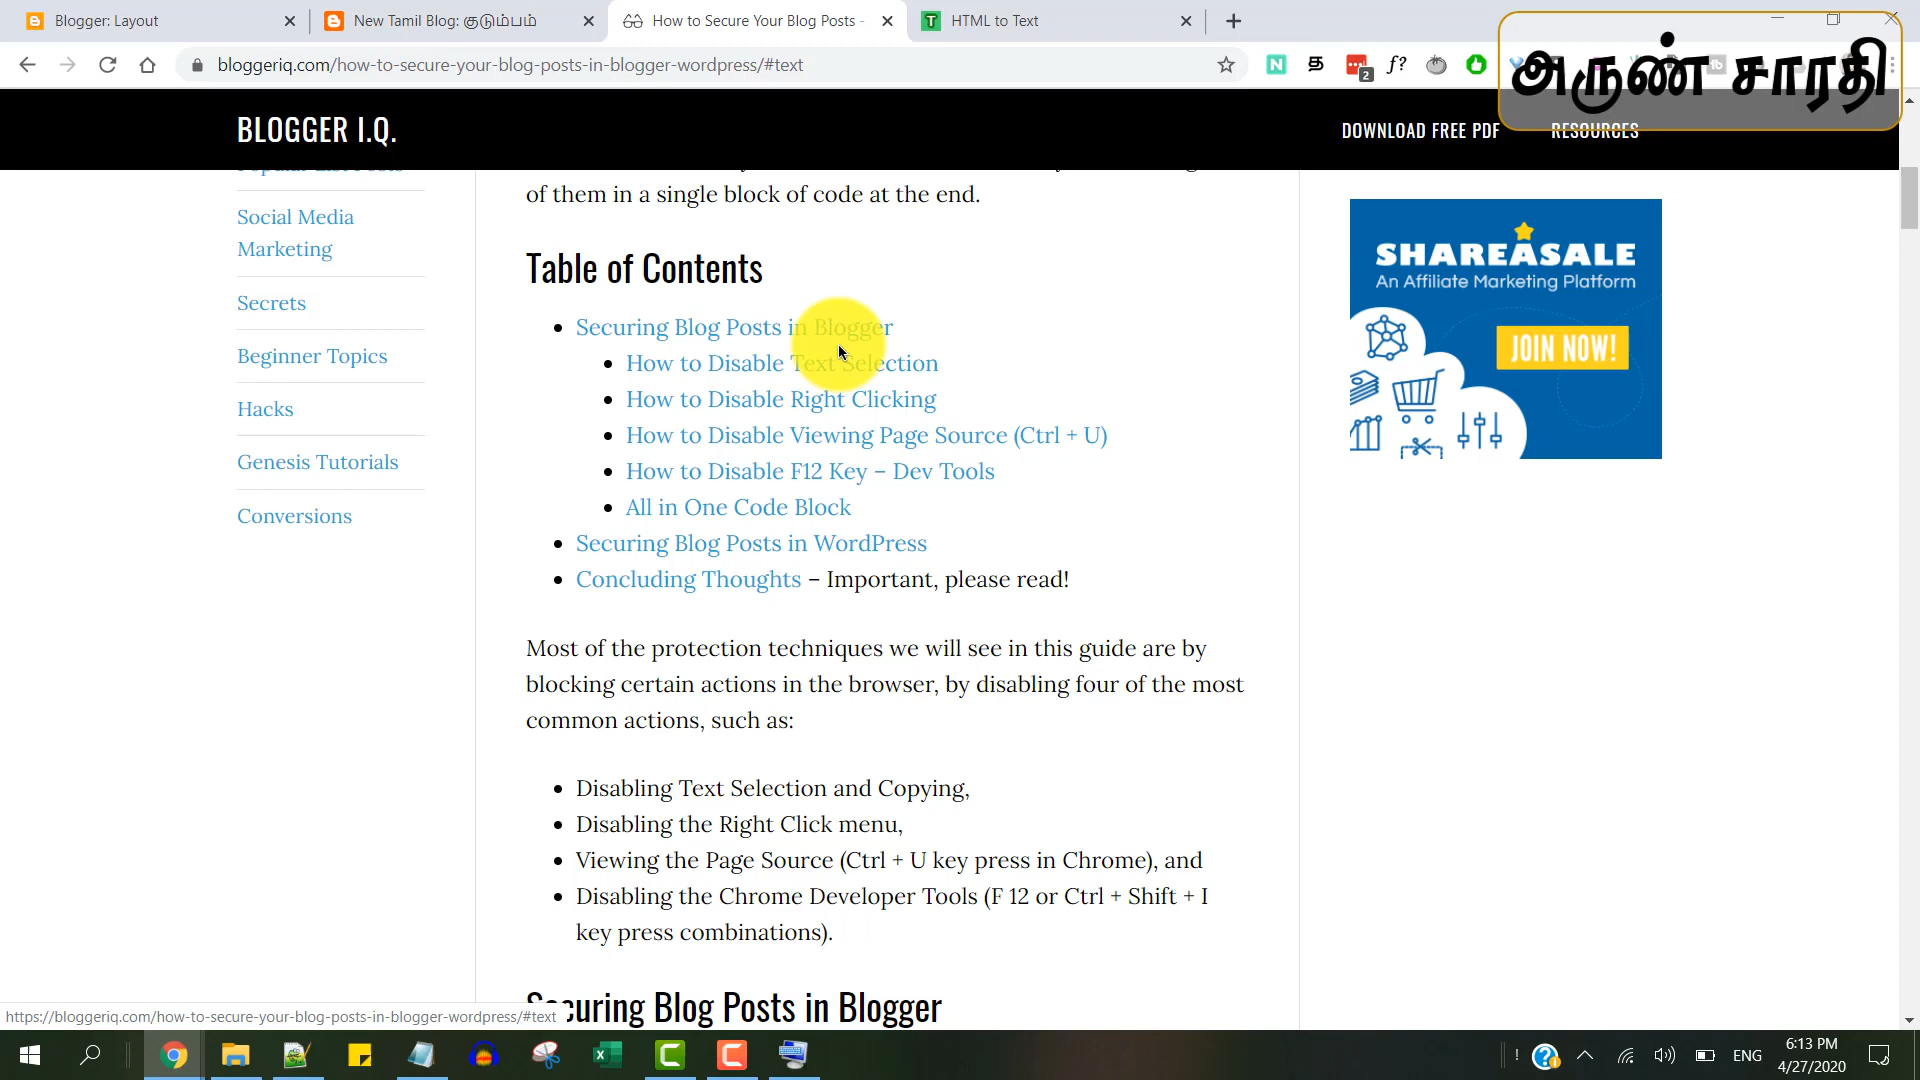 Blogger: Layout
New Tamil Blog: குடும்பம்
How to Secure Your Blog Posts -
HTML to Text
bloggeriq.com/how-to-secure-your-blog-posts-in-blogger-wordpress/#text
அருண் சாரதி
BLOGGER I.Q.
DOWNLOAD FREE PDF
RESOURCES
Social Media
Marketing
Secrets
Beginner Topics
Hacks
Genesis Tutorials
Conversions
of them in a single block of code at the end.
Table of Contents
Securing Blog Posts in Blogger
How to Disable Text Selection
How to Disable Right Clicking
How to Disable Viewing Page Source (Ctrl + U)
How to Disable F12 Key – Dev Tools
All in One Code Block
Securing Blog Posts in WordPress
Concluding Thoughts – Important, please read!
Most of the protection techniques we will see in this guide are by
blocking certain actions in the browser, by disabling four of the most
common actions, such as:
Disabling Text Selection and Copying,
Disabling the Right Click menu,
Viewing the Page Source (Ctrl + U key press in Chrome), and
Disabling the Chrome Developer Tools (F 12 or Ctrl + Shift + I
key press combinations).
Securing Blog Posts in Blogger
SHAREASALE
An Affiliate Marketing Platform
JOIN NOW!
https://bloggeriq.com/how-to-secure-your-blog-posts-in-blogger-wordpress/#text
ENG
6:13 PM
4/27/2020